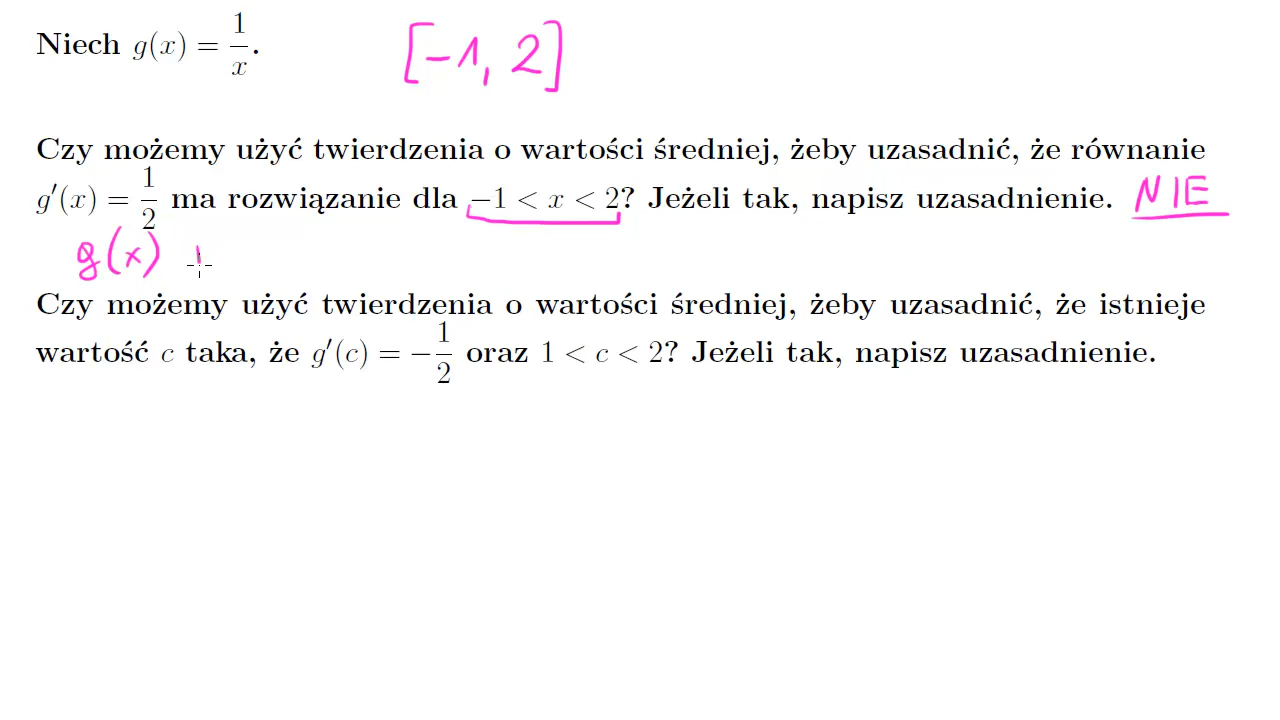 Niech g(x) = 1/x. [-1, 2]
Czy możemy użyć twierdzenia o wartości średniej, żeby uzasadnić, że równanie
g′(x) = 1/2 ma rozwiązanie dla −1 < x < 2? Jeżeli tak, napisz uzasadnienie. NIE
g(x)
Czy możemy użyć twierdzenia o wartości średniej, żeby uzasadnić, że istnieje
wartość c taka, że g′(c) = −1/2 oraz 1 < c < 2? Jeżeli tak, napisz uzasadnienie.